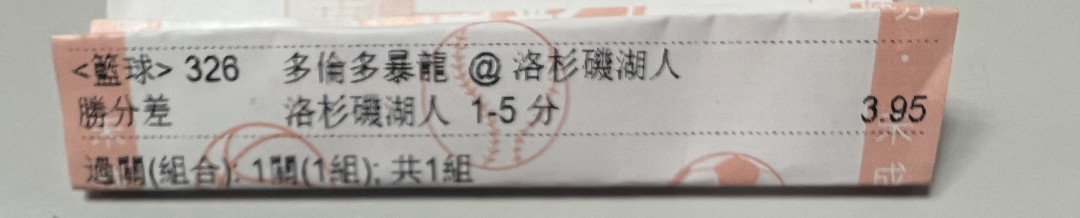 <籃球> 326 多倫多暴龍 @ 洛杉磯湖人
勝分差 洛杉磯湖人 1-5 分 3.95
過關(組合): 1關(1組); 共1組